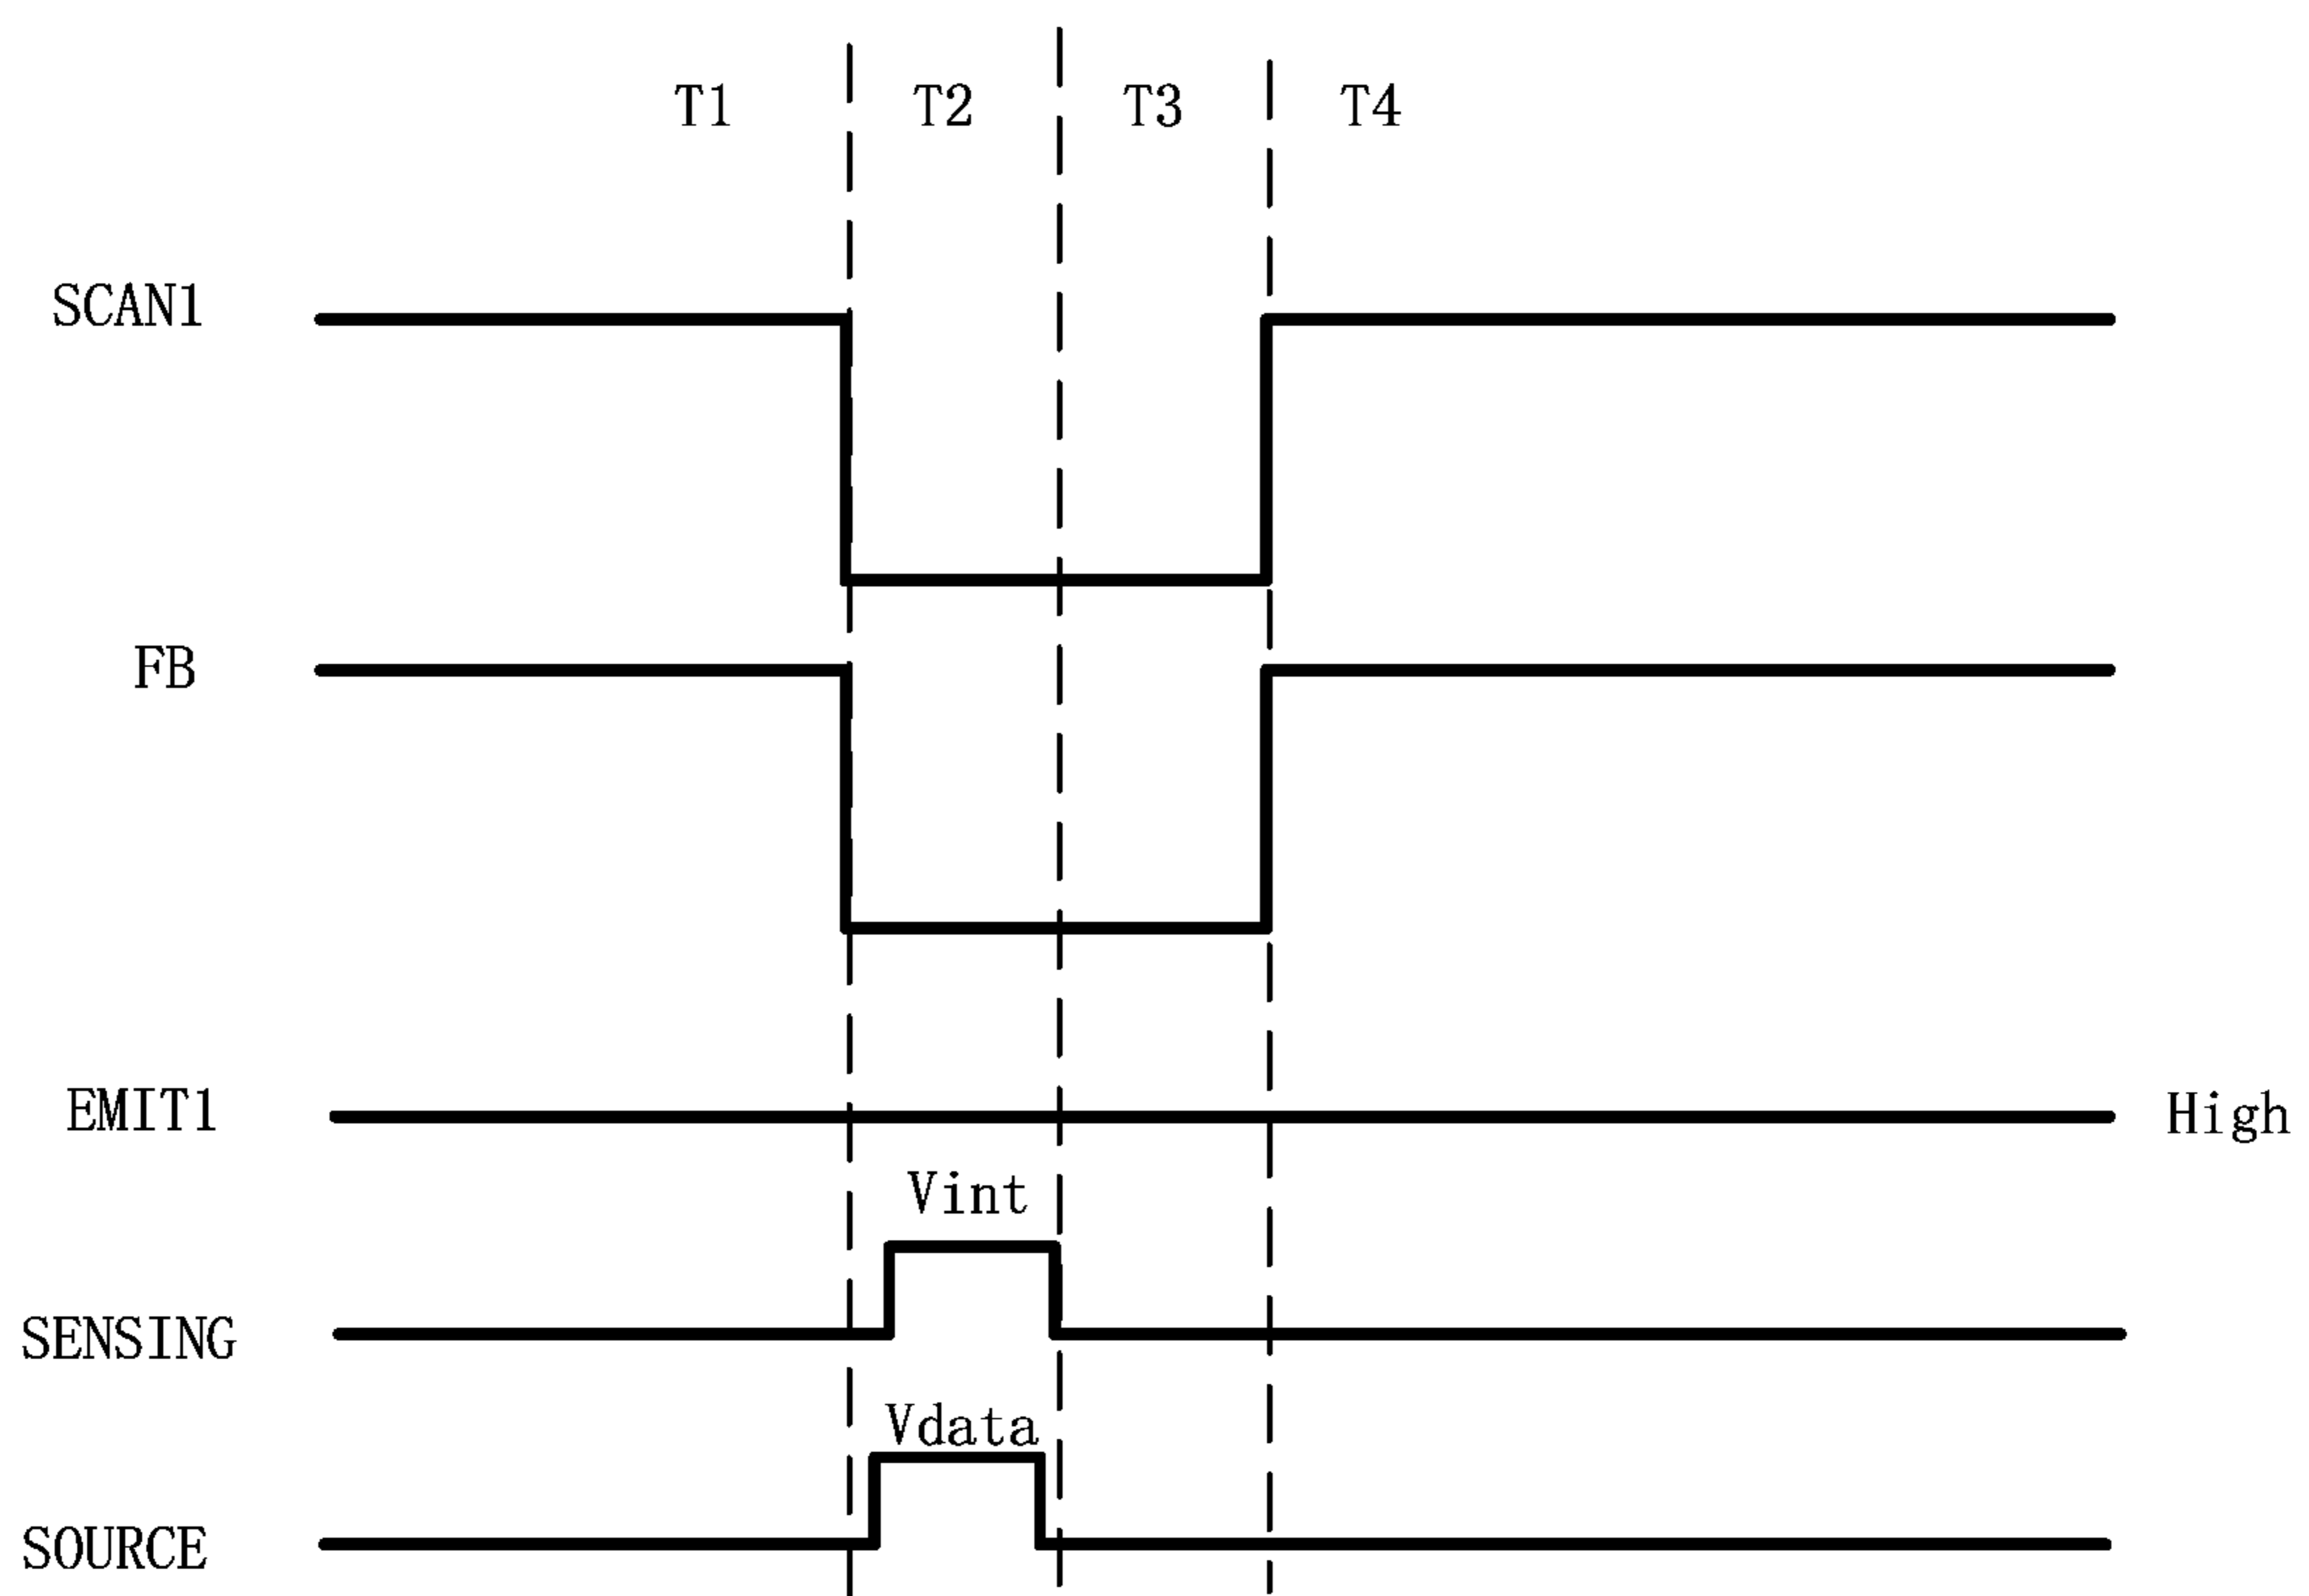 T1 T2 T3 T4
SCAN1
FB
EMIT1 High
Vint
SENSING
Vdata
SOURCE